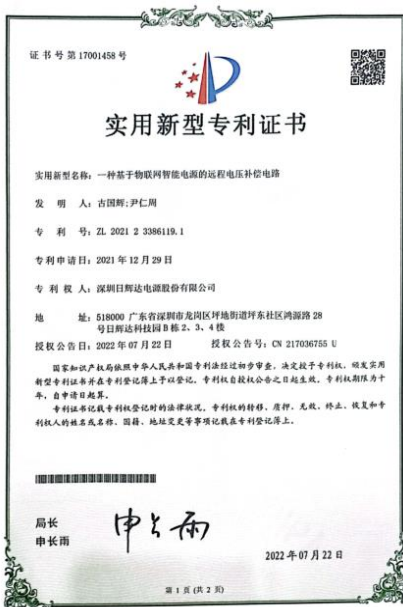 证书号第17001458号
实用新型专利证书
实用新型名称：一种基于物联网智能电源的远程电压补偿电路
发 明 人：古国辉;尹仁周
专 利 号：ZL 2021 2 3386119.1
专利申请日：2021年12月29日
专 利 权 人：深圳日辉达电源股份有限公司
地 址：518000 广东省深圳市龙岗区坪地街道坪东社区鸿源路28
号日辉达科技园B栋2、3、4楼
授权公告日：2022年07月22日 授权公告号：CN 217036755 U
国家知识产权局依照中华人民共和国专利法经过初步审查，决定授予专利权，颁发实用
新型专利证书并在专利登记簿上予以登记。专利权自授权公告之日起生效。专利权期限为十
年，自申请日起算。
专利证书记载专利权登记时的法律状况。专利权的转移、质押、无效、终止、恢复和专
利权人的姓名或名称、国籍、地址变更等事项记载在专利登记簿上。
局长
申长雨
申长雨
2022年07月22日
第 1 页 (共 2 页)